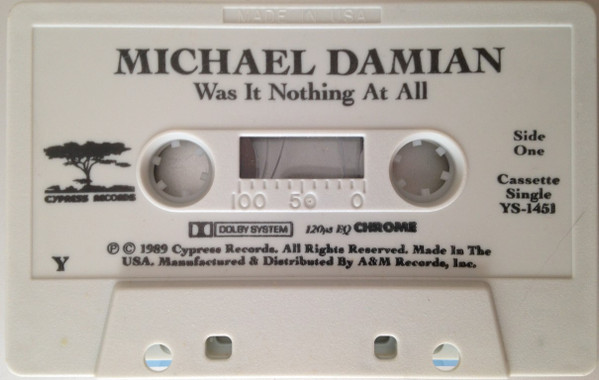 MADE IN USA
MICHAEL DAMIAN
Was It Nothing At All
Side
One
CYPRESS RECORDS
Cassette
Single
YS-1451
100 50 0
DOLBY SYSTEM 120µs EQ CHROME
℗ © 1989 Cypress Records. All Rights Reserved. Made In The
USA. Manufactured & Distributed By A&M Records, Inc.
Y